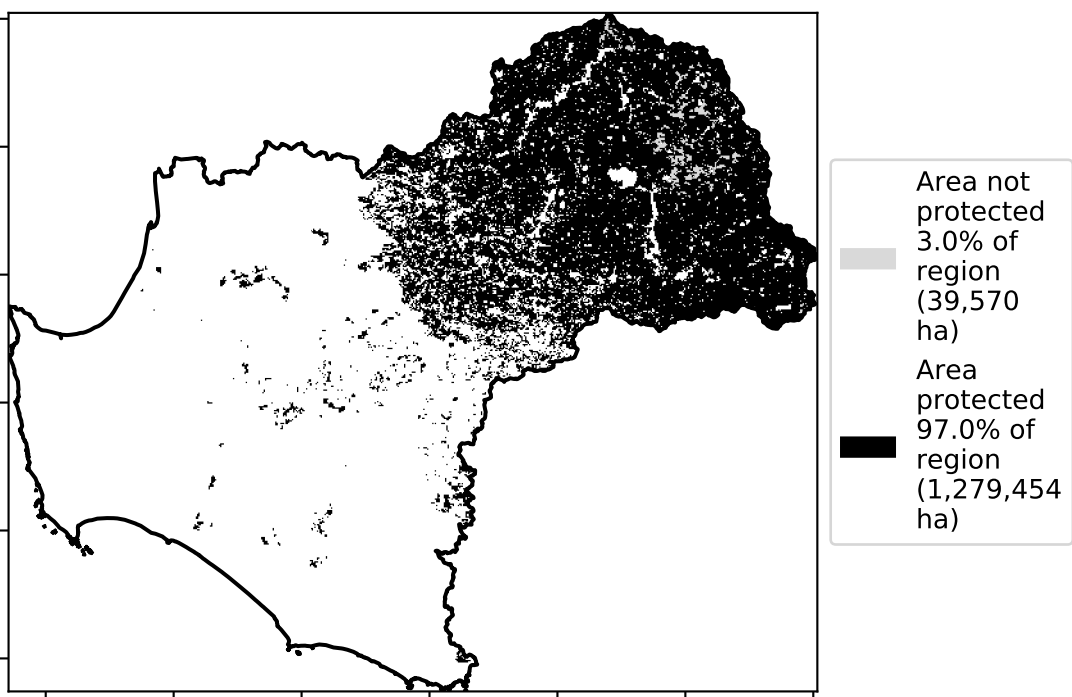 Area not
protected
3.0% of
region
(39,570
ha)
Area
protected
97.0% of
region
(1,279,454
ha)